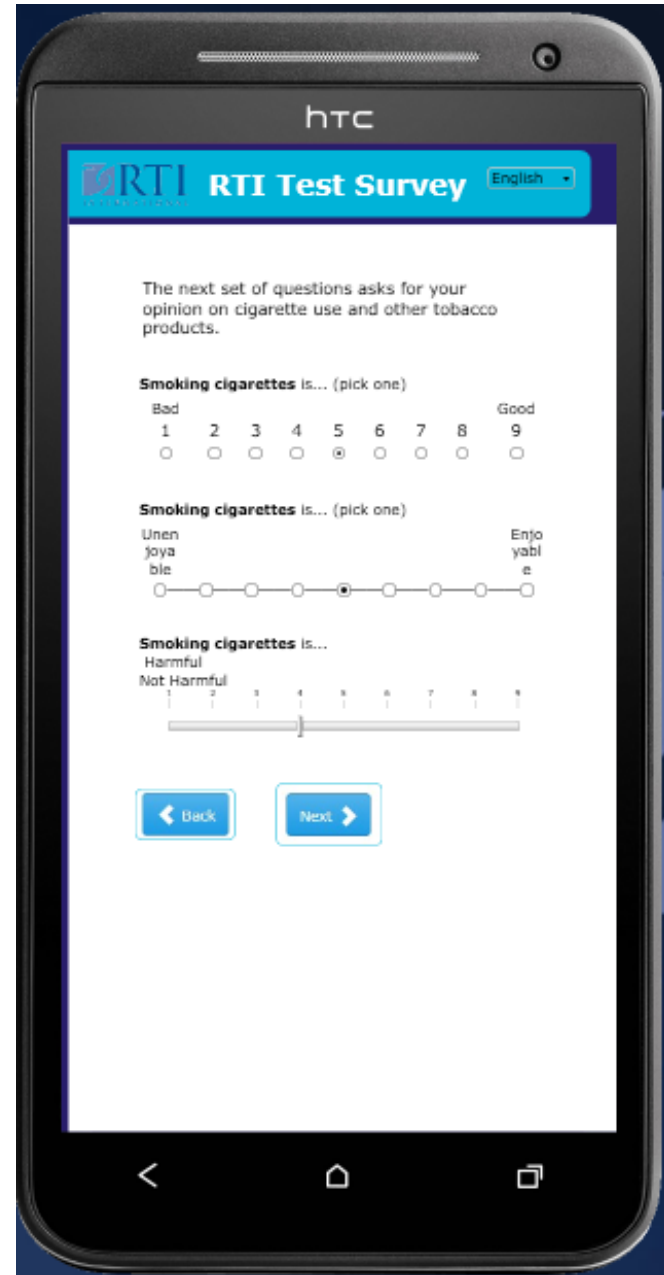 hTC
RTI
RTI Test Survey
English
The next set of questions asks for your
opinion on cigarette use and other tobacco
products.
Smoking cigarettes is... (pick one)
Bad Good
1 2 3 4 5 6 7 8 9
Smoking cigarettes is... (pick one)
Unen Enjo
joya yabl
ble e
Smoking cigarettes is...
Harmful
Not Harmful
1 2 3 4 5 6 7 8 9
Back Next